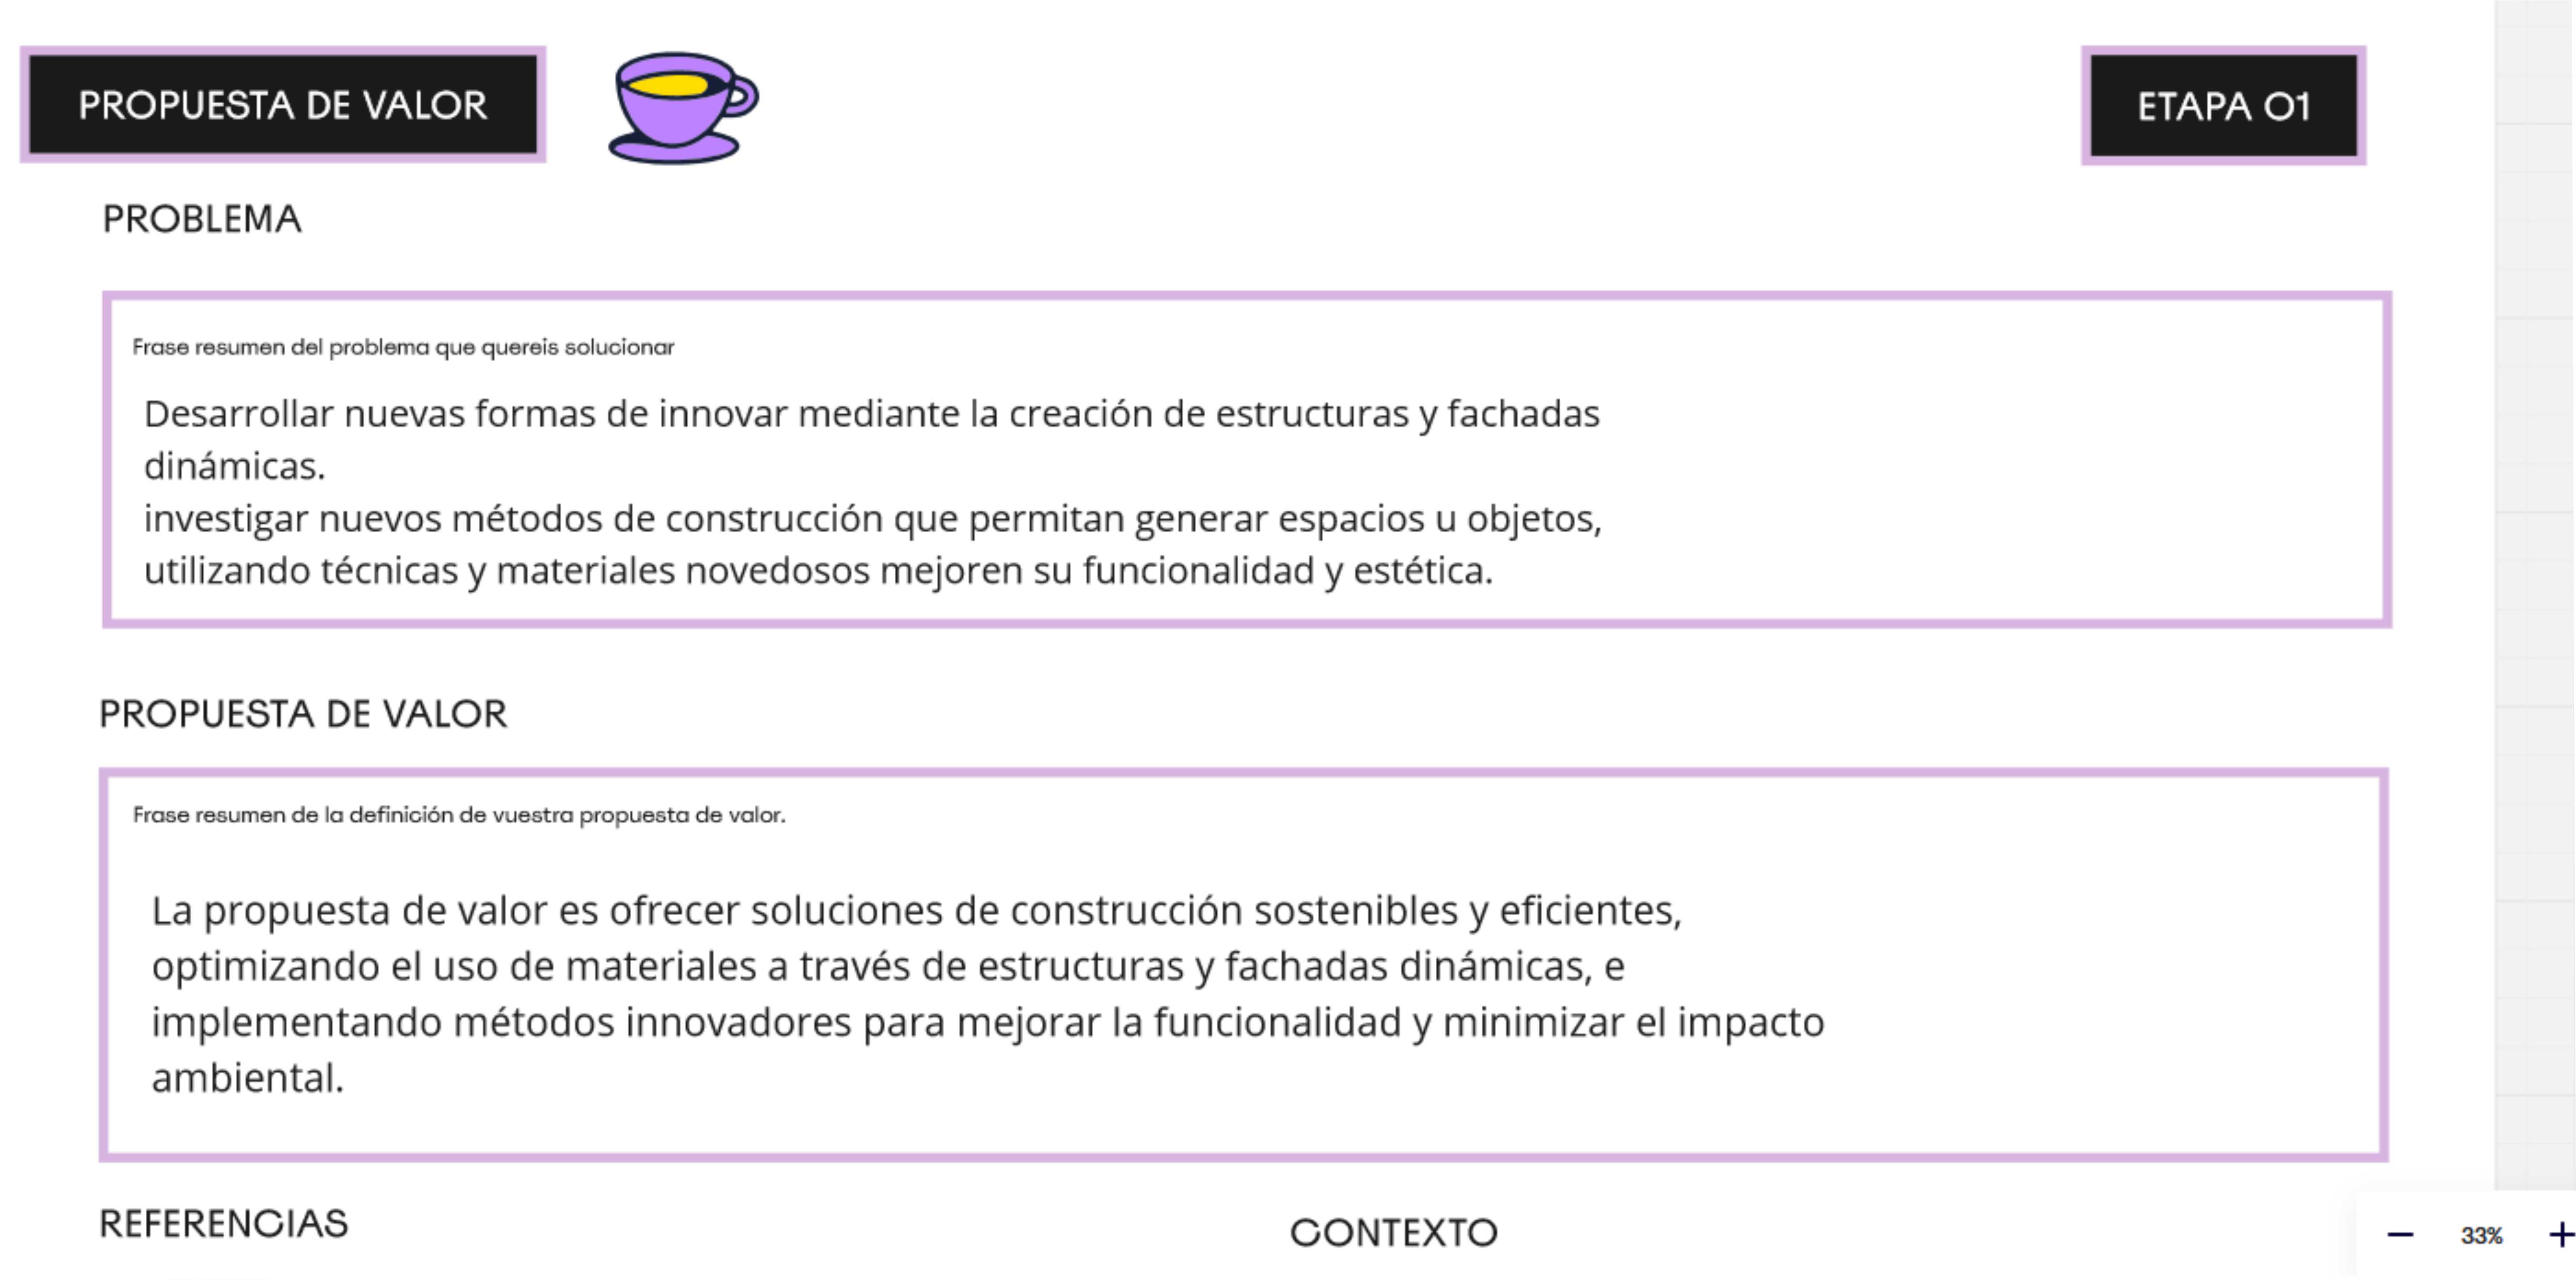 PROPUESTA DE VALOR
ETAPA 01
PROBLEMA
Frase resumen del problema que quereis solucionar
Desarrollar nuevas formas de innovar mediante la creación de estructuras y fachadas
dinámicas.
investigar nuevos métodos de construcción que permitan generar espacios u objetos,
utilizando técnicas y materiales novedosos mejoren su funcionalidad y estética.
PROPUESTA DE VALOR
Frase resumen de la definición de vuestra propuesta de valor.
La propuesta de valor es ofrecer soluciones de construcción sostenibles y eficientes,
optimizando el uso de materiales a través de estructuras y fachadas dinámicas, e
implementando métodos innovadores para mejorar la funcionalidad y minimizar el impacto
ambiental.
REFERENCIAS
CONTEXTO
33%